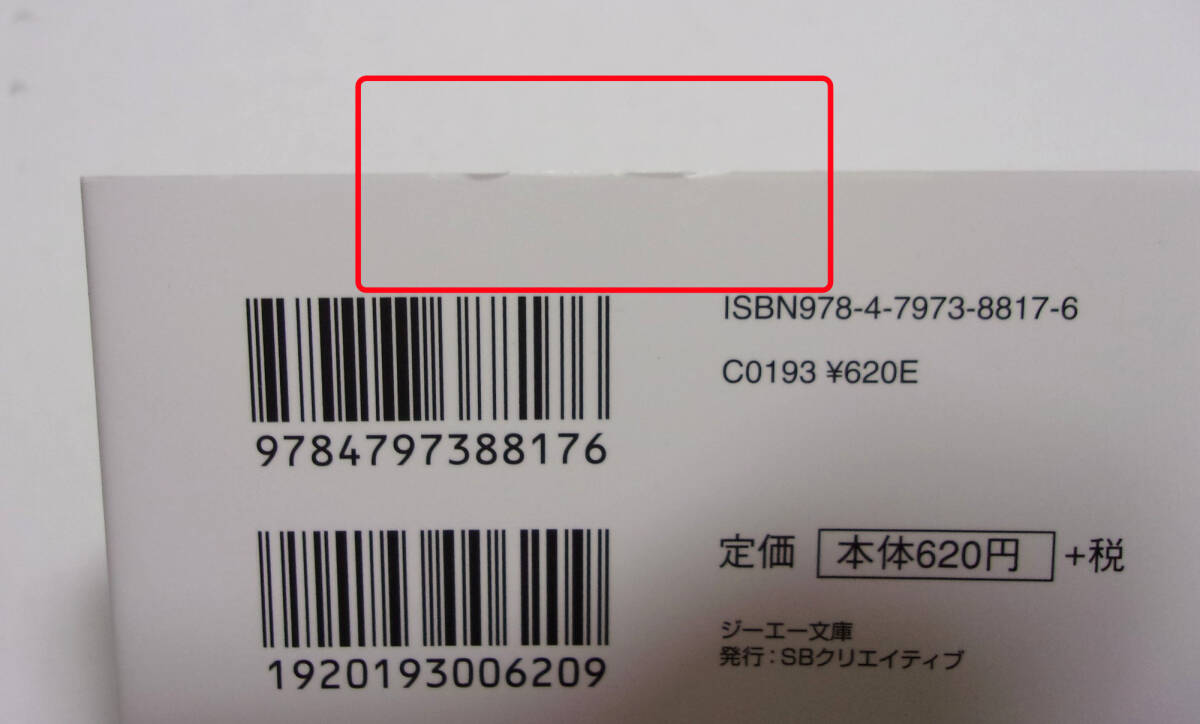 ISBN978-4-7973-8817-6
C0193 ¥620E
9784797388176
定価 本体620円 +税
1920193006209
ジーエー文庫
発行：SBクリエイティブ